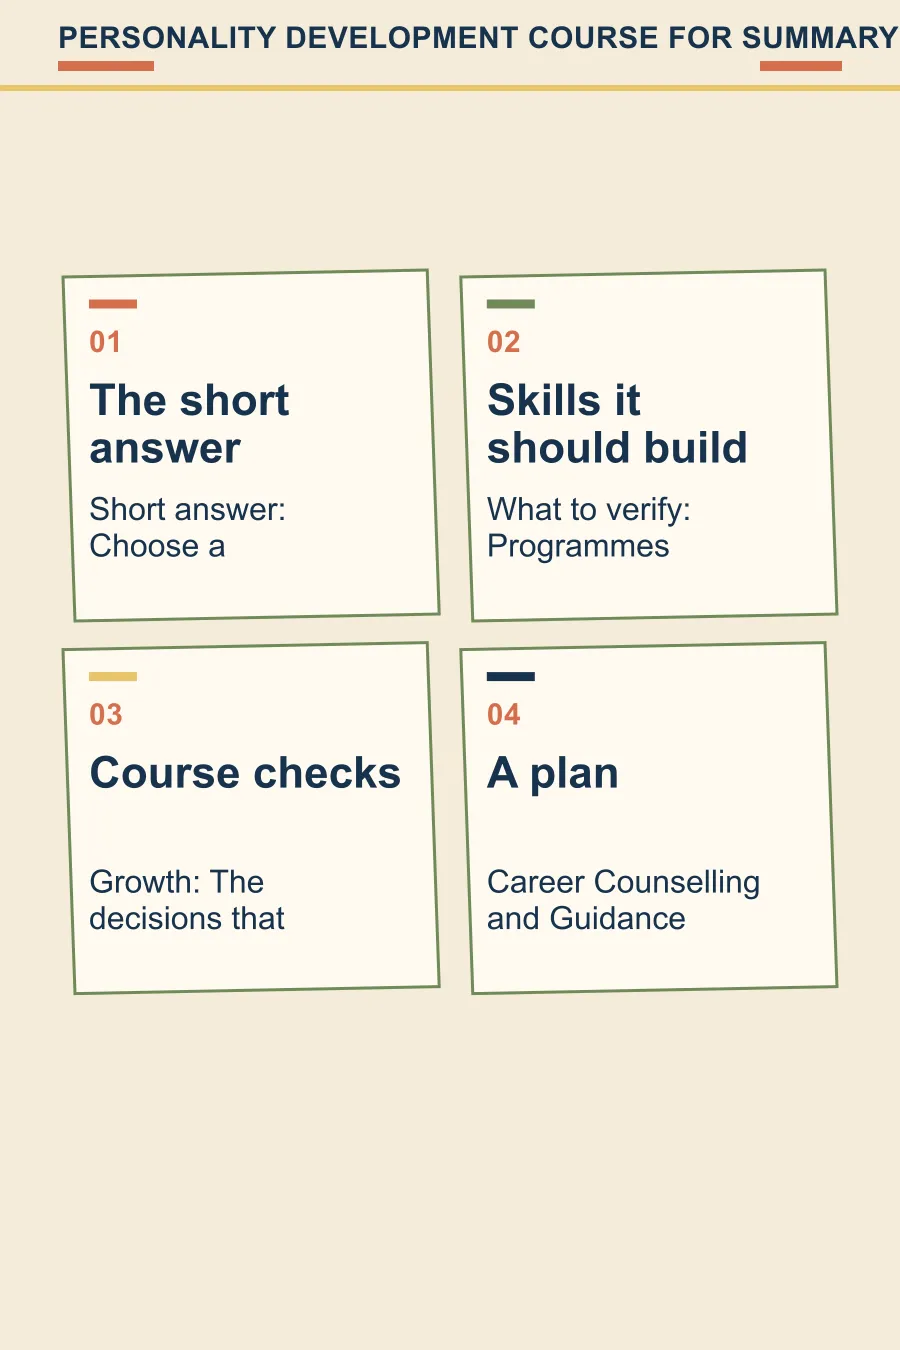 PERSONALITY DEVELOPMENT COURSE FOR SUMMARY
01
The short
answer
Short answer:
Choose a
02
Skills it
should build
What to verify:
Programmes
03
Course checks
Growth: The
decisions that
04
A plan
Career Counselling
and Guidance